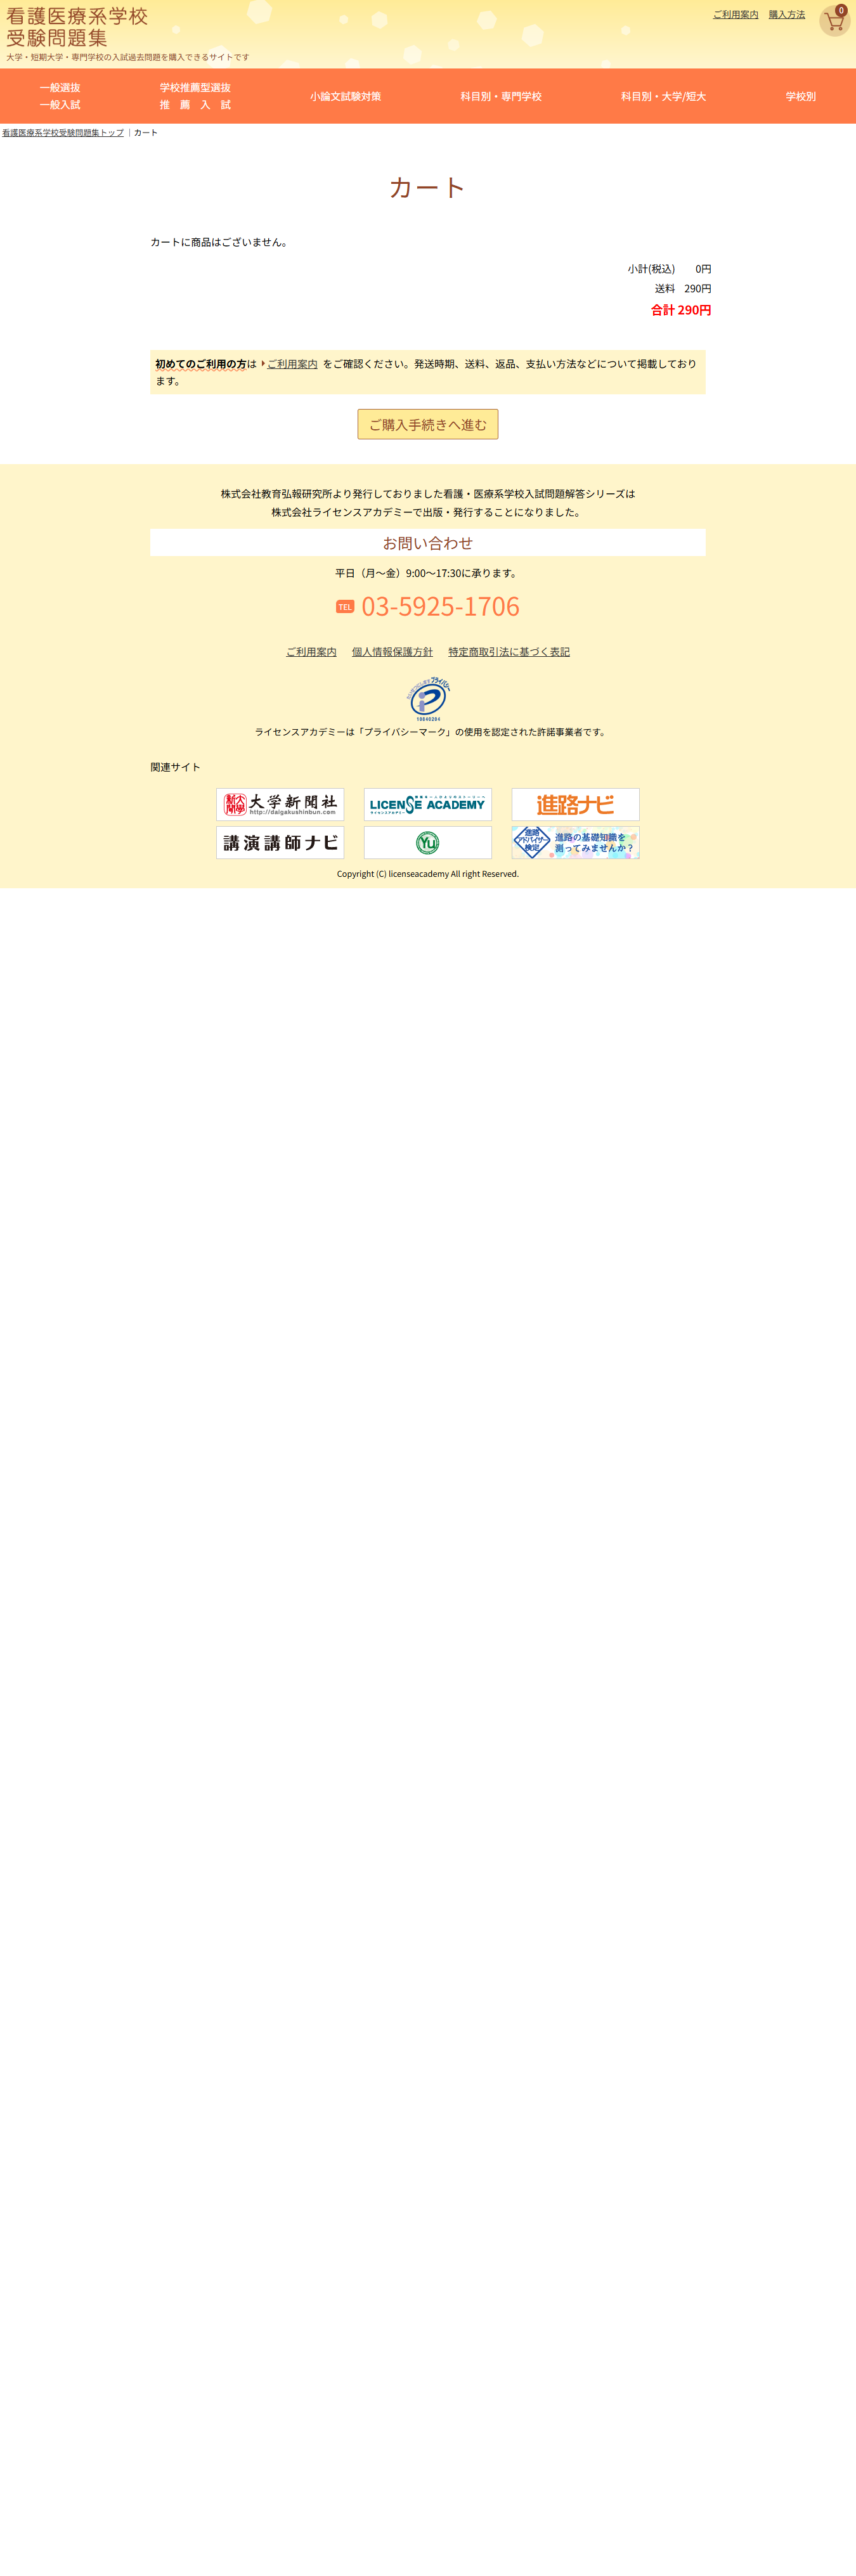 看護医療系学校
受験問題集
大学・短期大学・専門学校の入試過去問題を購入できるサイトです
ご利用案内 購入方法
0
一般選抜
一般入試
学校推薦型選抜
推 薦 入 試
小論文試験対策
科目別・専門学校
科目別・大学/短大
学校別
看護医療系学校受験問題集トップ | カート
カート
カートに商品はございません。
小計(税込) 0円
送料 290円
合計 290円
初めてのご利用の方は ご利用案内 をご確認ください。発送時期、送料、返品、支払い方法などについて掲載しており
ます。
ご購入手続きへ進む
株式会社教育弘報研究所より発行しておりました看護・医療系学校入試問題解答シリーズは
株式会社ライセンスアカデミーで出版・発行することになりました。
お問い合わせ
平日（月～金）9:00～17:30に承ります。
TEL 03-5925-1706
ご利用案内 個人情報保護方針 特定商取引法に基づく表記
プライバシー
10840204
ライセンスアカデミーは「プライバシーマーク」の使用を認定された許諾事業者です。
関連サイト
大学新聞社
http://daigakushinbun.com
LICENSE ACADEMY
ライセンスアカデミー
進路ナビ
講演講師ナビ
Yu
進路
アドバイザー
検定
進路の基礎知識を
測ってみませんか？
Copyright (C) licenseacademy All right Reserved.